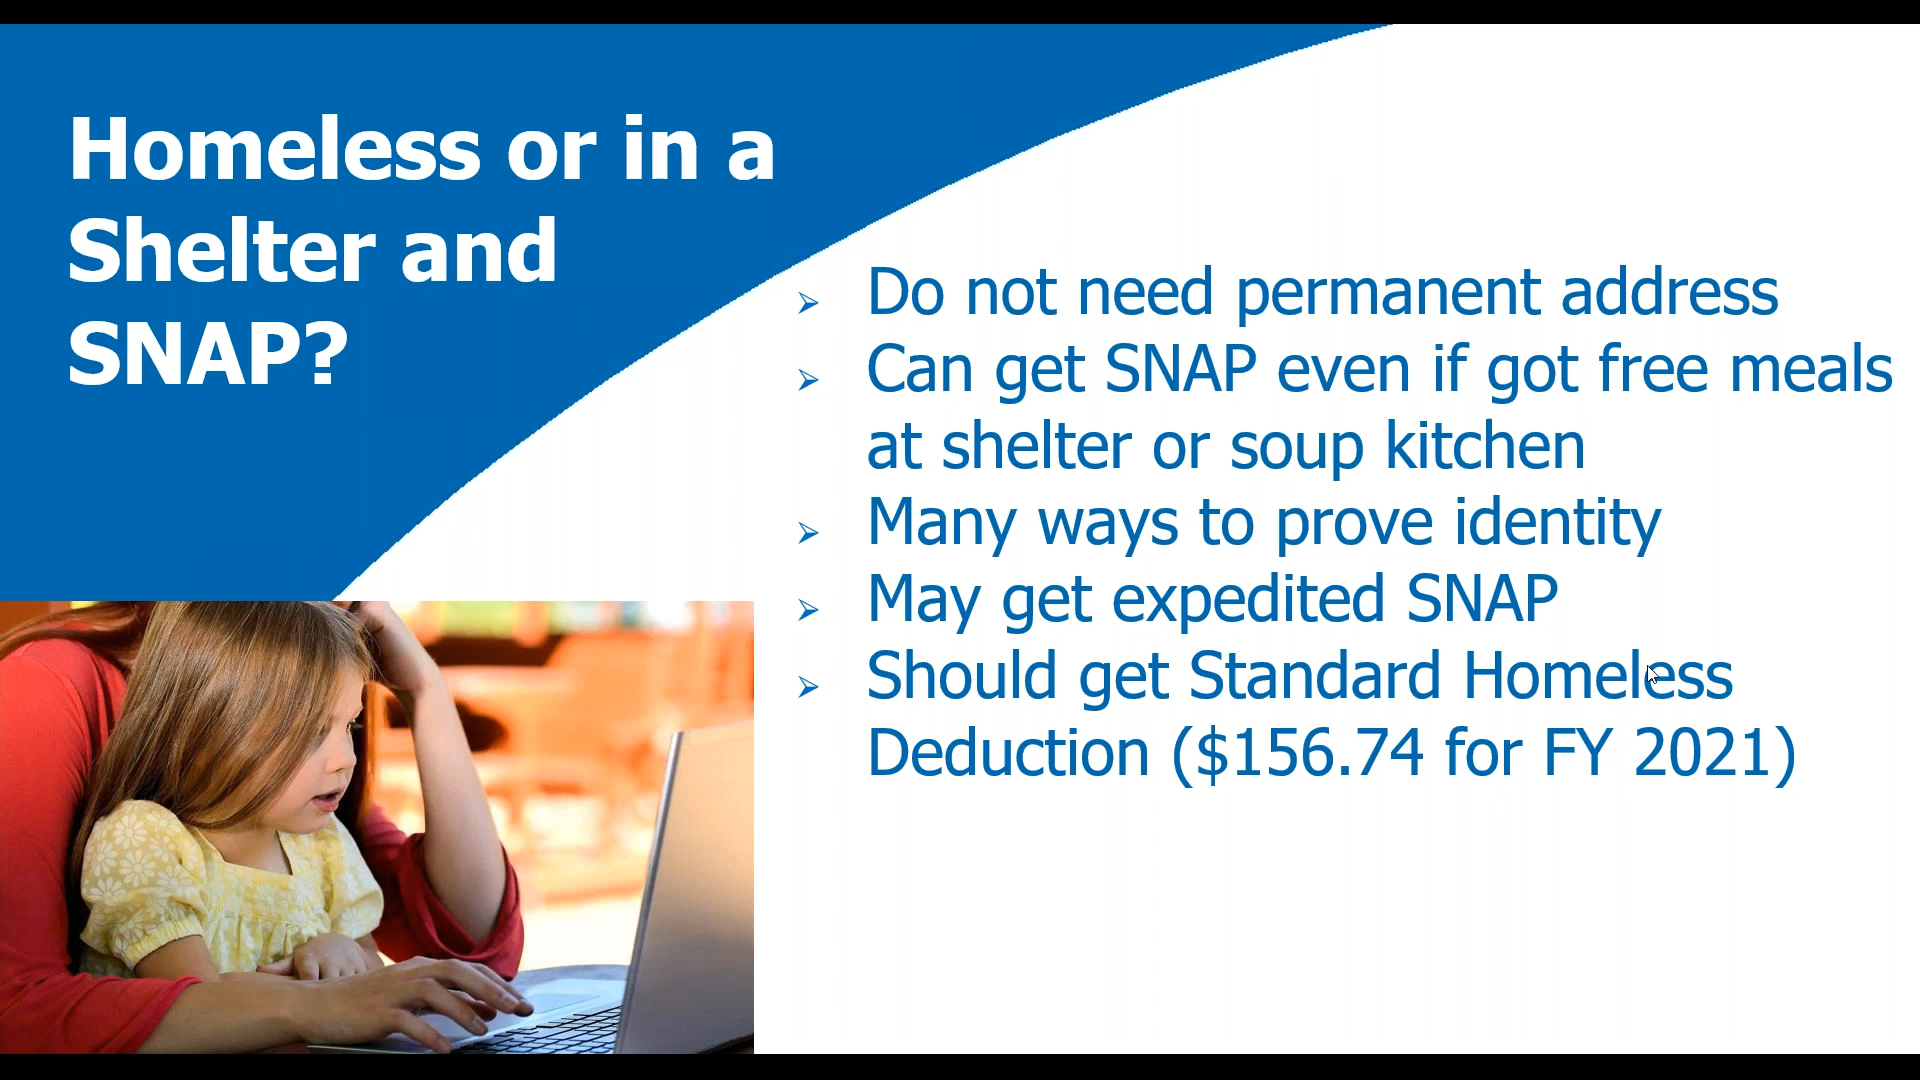 Homeless or in a
Shelter and
SNAP?
➢ Do not need permanent address
➢ Can get SNAP even if got free meals
at shelter or soup kitchen
➢ Many ways to prove identity
➢ May get expedited SNAP
➢ Should get Standard Homeless
Deduction ($156.74 for FY 2021)